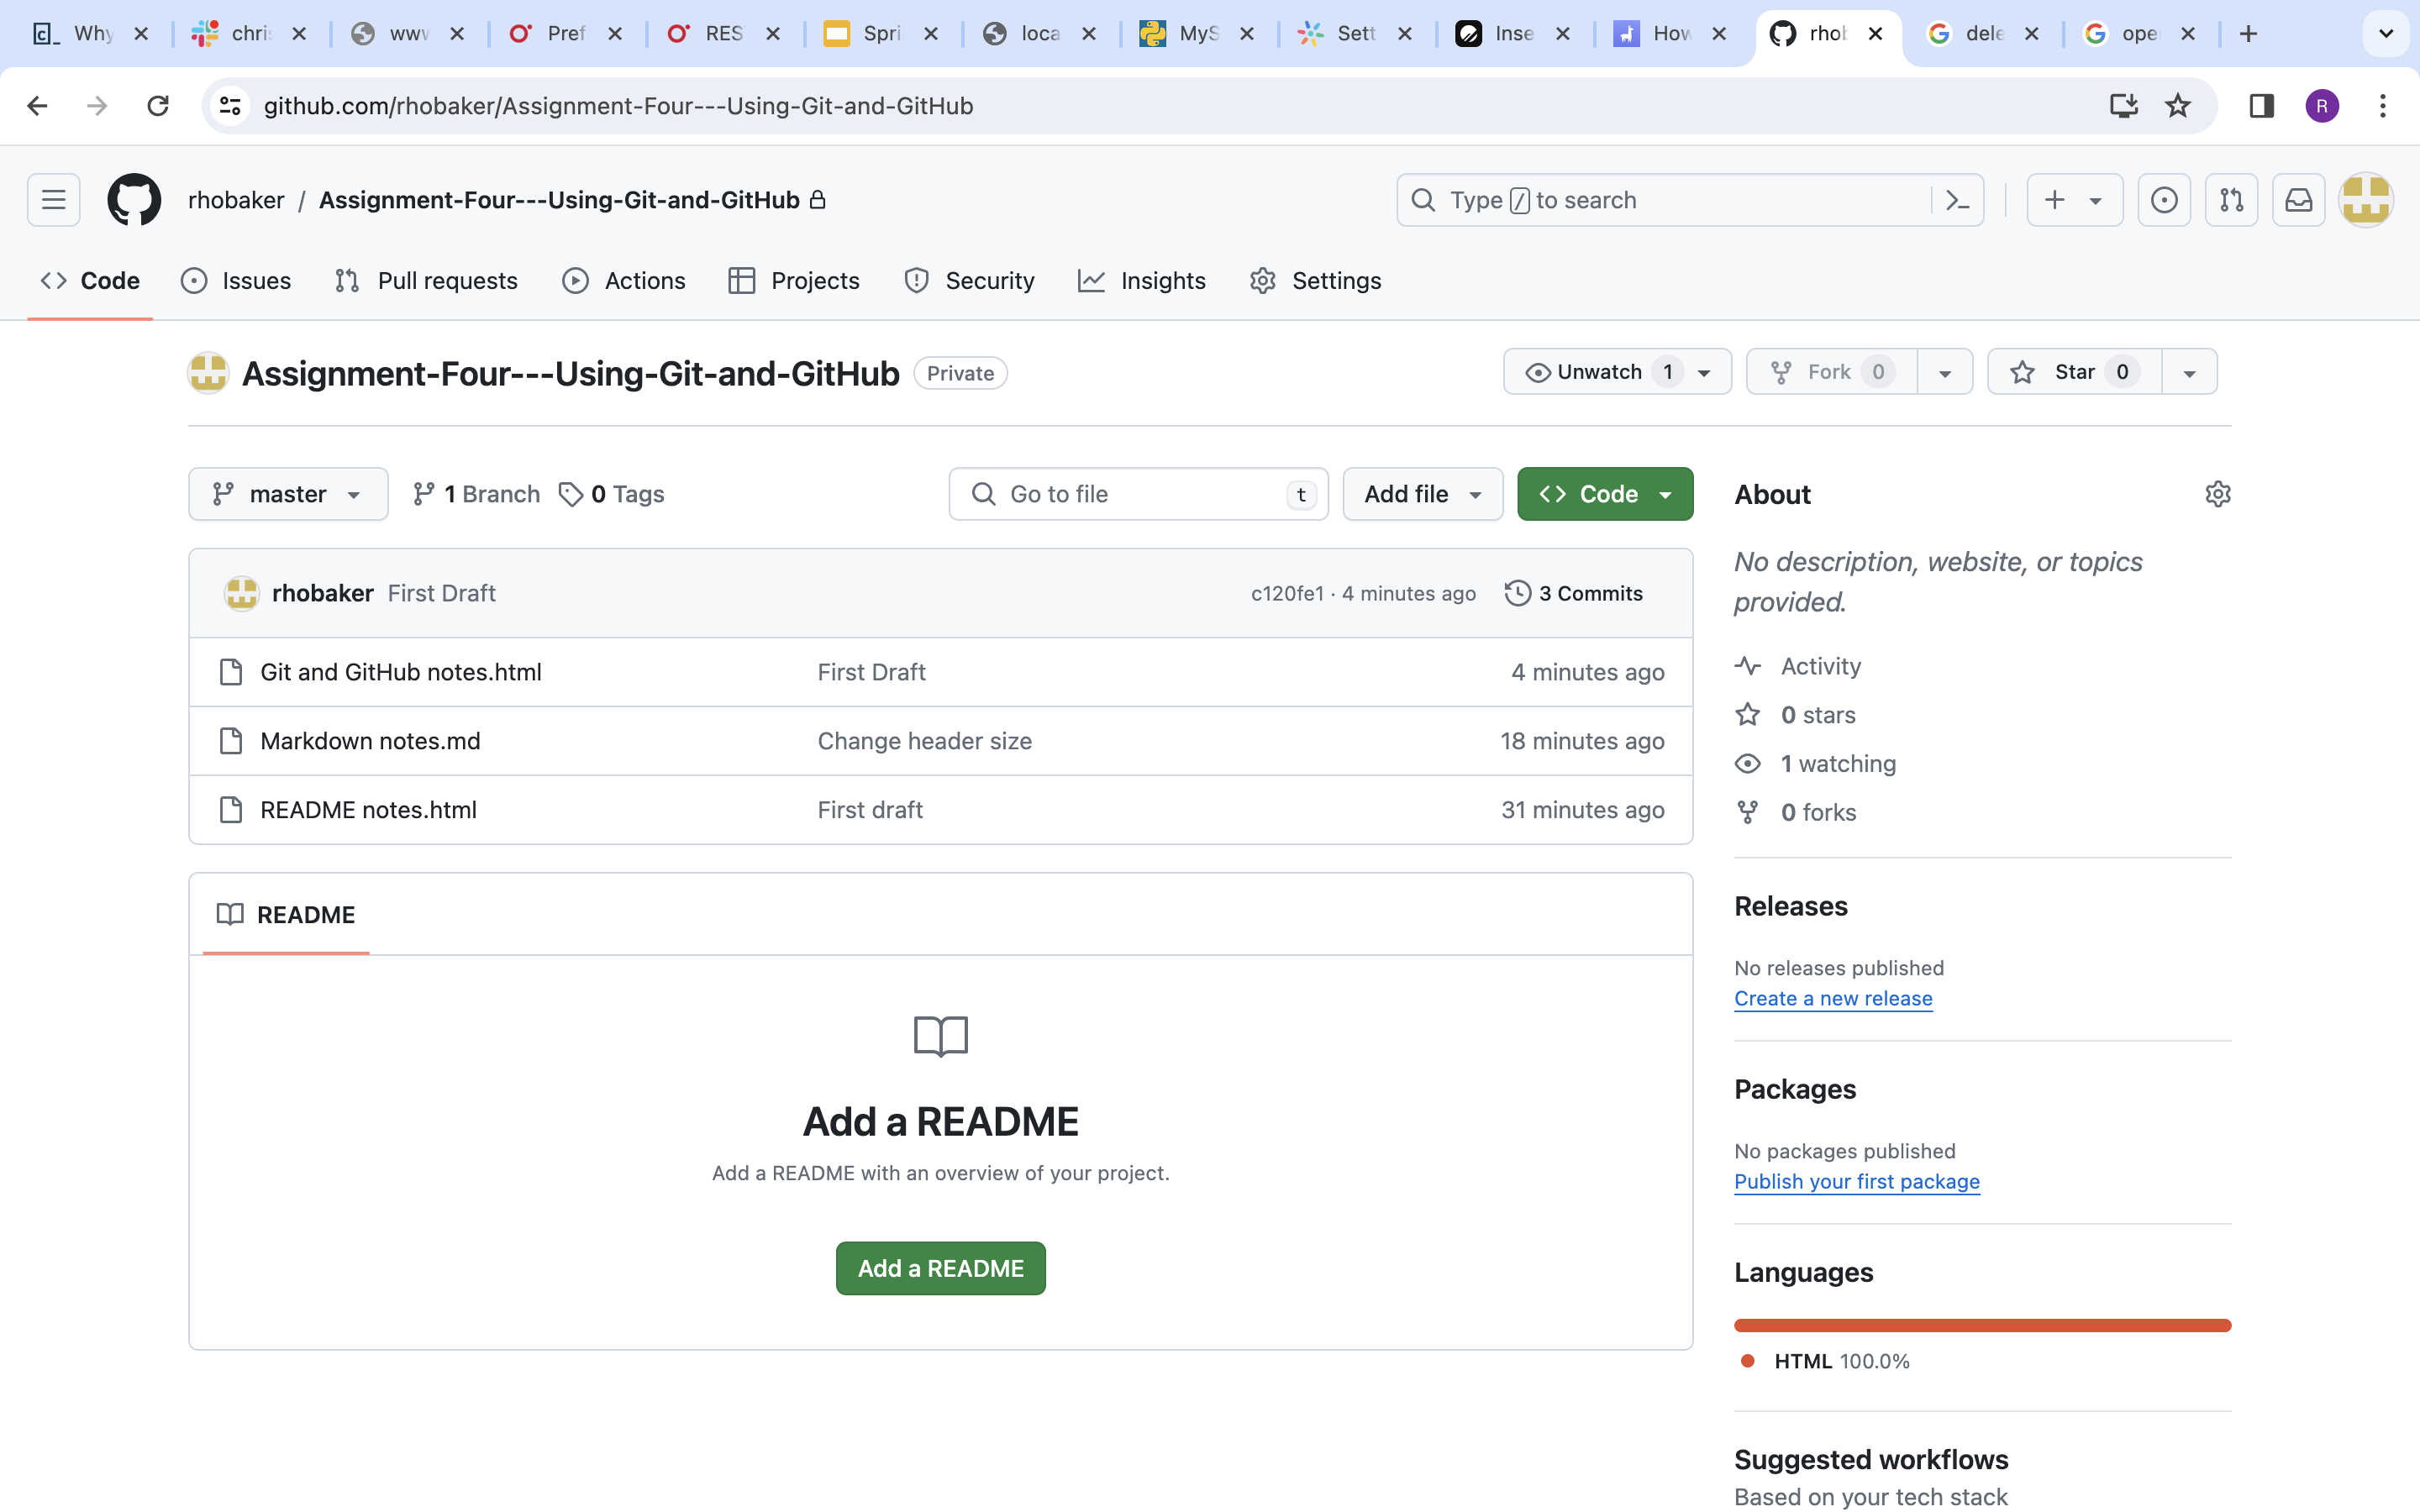 Why
chri
www
Pref
RES
Spri
loca
MyS
Sett
Inse
How
rhob
dele
ope
github.com/rhobaker/Assignment-Four---Using-Git-and-GitHub
R
rhobaker / Assignment-Four---Using-Git-and-GitHub
Type / to search
Code
Issues
Pull requests
Actions
Projects
Security
Insights
Settings
Assignment-Four---Using-Git-and-GitHub Private
Unwatch 1
Fork 0
Star 0
master
1 Branch
0 Tags
Go to file t
Add file
Code
rhobaker First Draft
c120fe1 · 4 minutes ago
3 Commits
Git and GitHub notes.html
First Draft
4 minutes ago
Markdown notes.md
Change header size
18 minutes ago
README notes.html
First draft
31 minutes ago
README
Add a README
Add a README with an overview of your project.
Add a README
About
No description, website, or topics
provided.
Activity
0 stars
1 watching
0 forks
Releases
No releases published
Create a new release
Packages
No packages published
Publish your first package
Languages
HTML 100.0%
Suggested workflows
Based on your tech stack